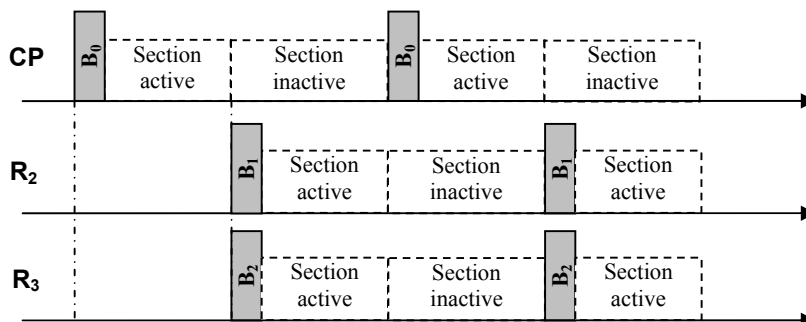 CP
B0
Section active
Section inactive
B0
Section active
Section inactive
R2
B1
Section active
Section inactive
B1
Section active
R3
B2
Section active
Section inactive
B2
Section active